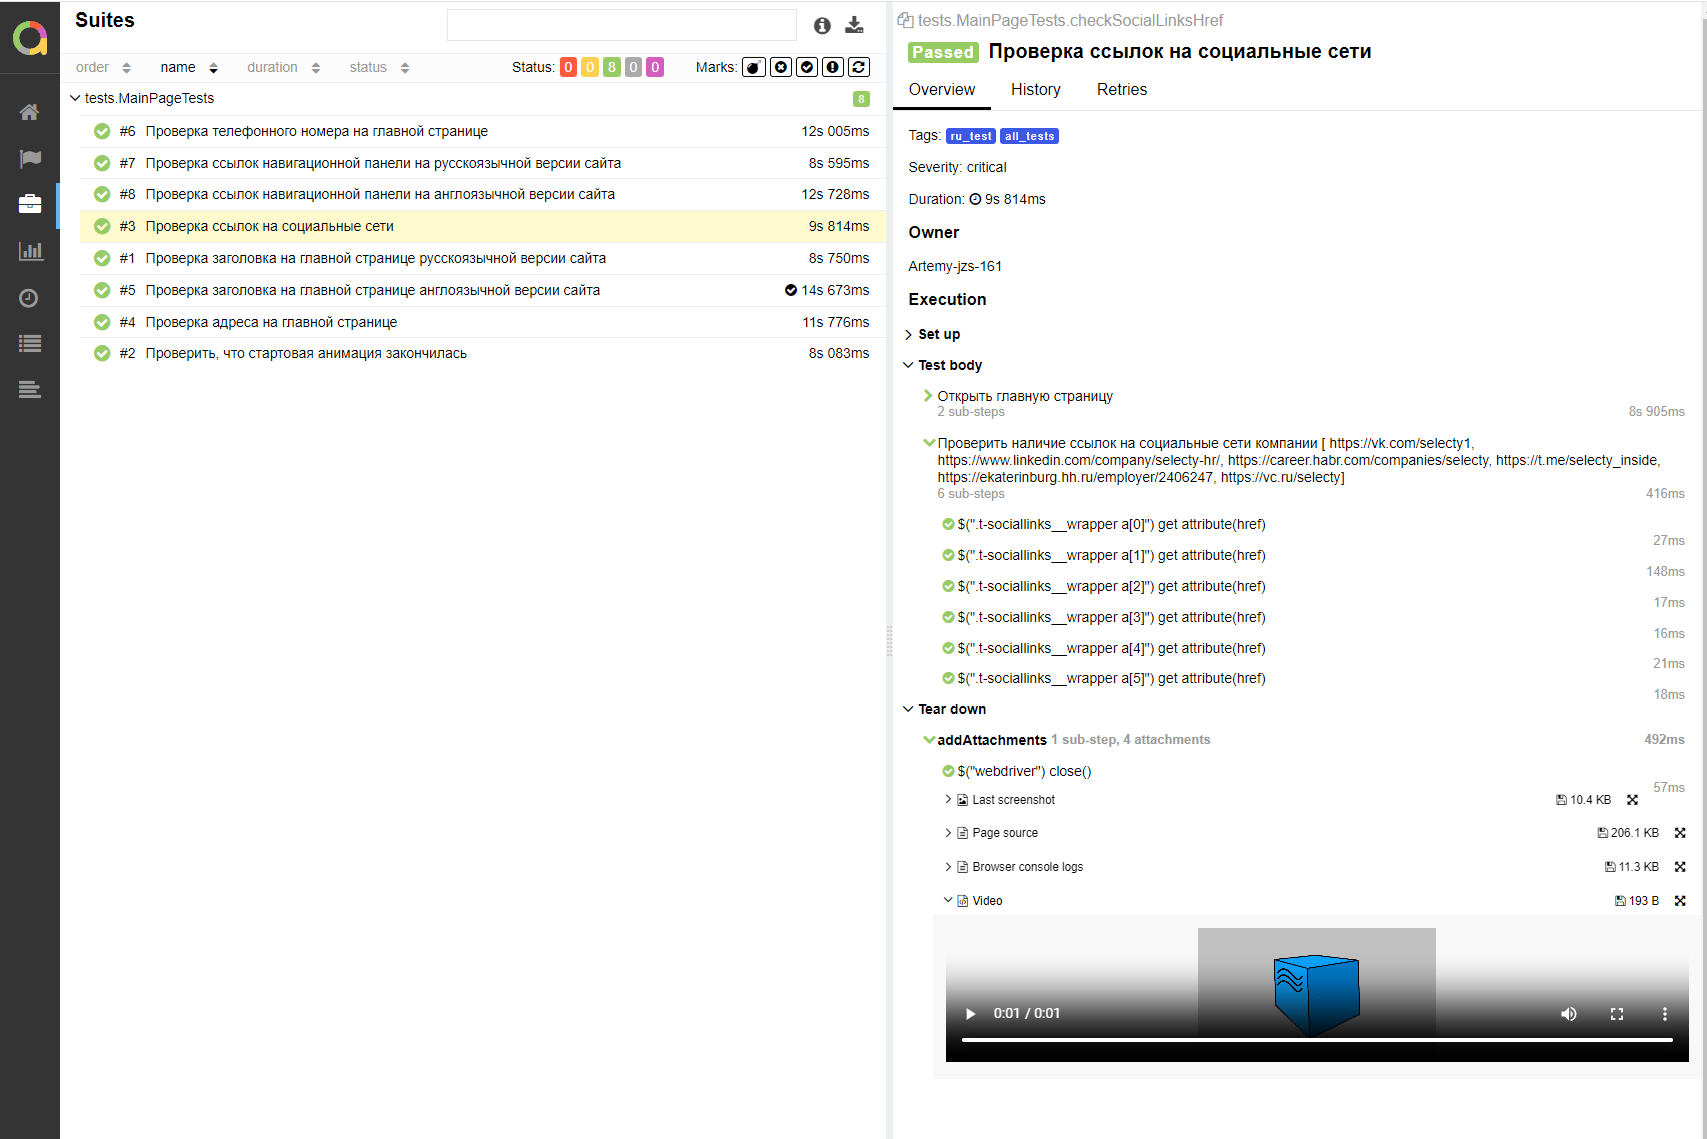 Suites
order name duration status Status: 0 0 8 0 0 Marks:
tests.MainPageTests 8
#6 Проверка телефонного номера на главной странице 12s 005ms
#7 Проверка ссылок навигационной панели на русскоязычной версии сайта 8s 595ms
#8 Проверка ссылок навигационной панели на англоязычной версии сайта 12s 728ms
#3 Проверка ссылок на социальные сети 9s 814ms
#1 Проверка заголовка на главной странице русскоязычной версии сайта 8s 750ms
#5 Проверка заголовка на главной странице англоязычной версии сайта 14s 673ms
#4 Проверка адреса на главной странице 11s 776ms
#2 Проверить, что стартовая анимация закончилась 8s 083ms
tests.MainPageTests.checkSocialLinksHref
Passed Проверка ссылок на социальные сети
Overview History Retries
Tags: ru_test all_tests
Severity: critical
Duration: 9s 814ms
Owner
Artemy-jzs-161
Execution
Set up
Test body
Открыть главную страницу
2 sub-steps 8s 905ms
Проверить наличие ссылок на социальные сети компании [ https://vk.com/selecty1,
https://www.linkedin.com/company/selecty-hr/, https://career.habr.com/companies/selecty, https://t.me/selecty_inside,
https://ekaterinburg.hh.ru/employer/2406247, https://vc.ru/selecty]
6 sub-steps 416ms
$(".t-sociallinks__wrapper a[0]") get attribute(href)
27ms
$(".t-sociallinks__wrapper a[1]") get attribute(href)
148ms
$(".t-sociallinks__wrapper a[2]") get attribute(href)
17ms
$(".t-sociallinks__wrapper a[3]") get attribute(href)
16ms
$(".t-sociallinks__wrapper a[4]") get attribute(href)
21ms
$(".t-sociallinks__wrapper a[5]") get attribute(href)
18ms
Tear down
addAttachments 1 sub-step, 4 attachments 492ms
$("webdriver") close()
57ms
Last screenshot 10.4 KB
Page source 206.1 KB
Browser console logs 11.3 KB
Video 193 B
0:01 / 0:01